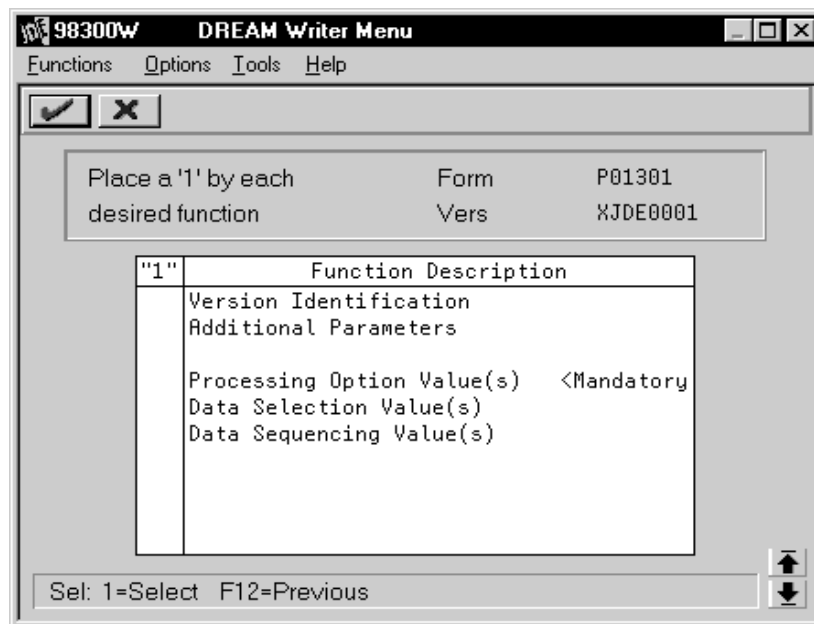 JDE 98300W DREAM Writer Menu
Functions Options Tools Help
Place a '1' by each Form P01301
desired function Vers XJDE0001
"1" Function Description
Version Identification
Additional Parameters
Processing Option Value(s) <Mandatory
Data Selection Value(s)
Data Sequencing Value(s)
Sel: 1=Select F12=Previous